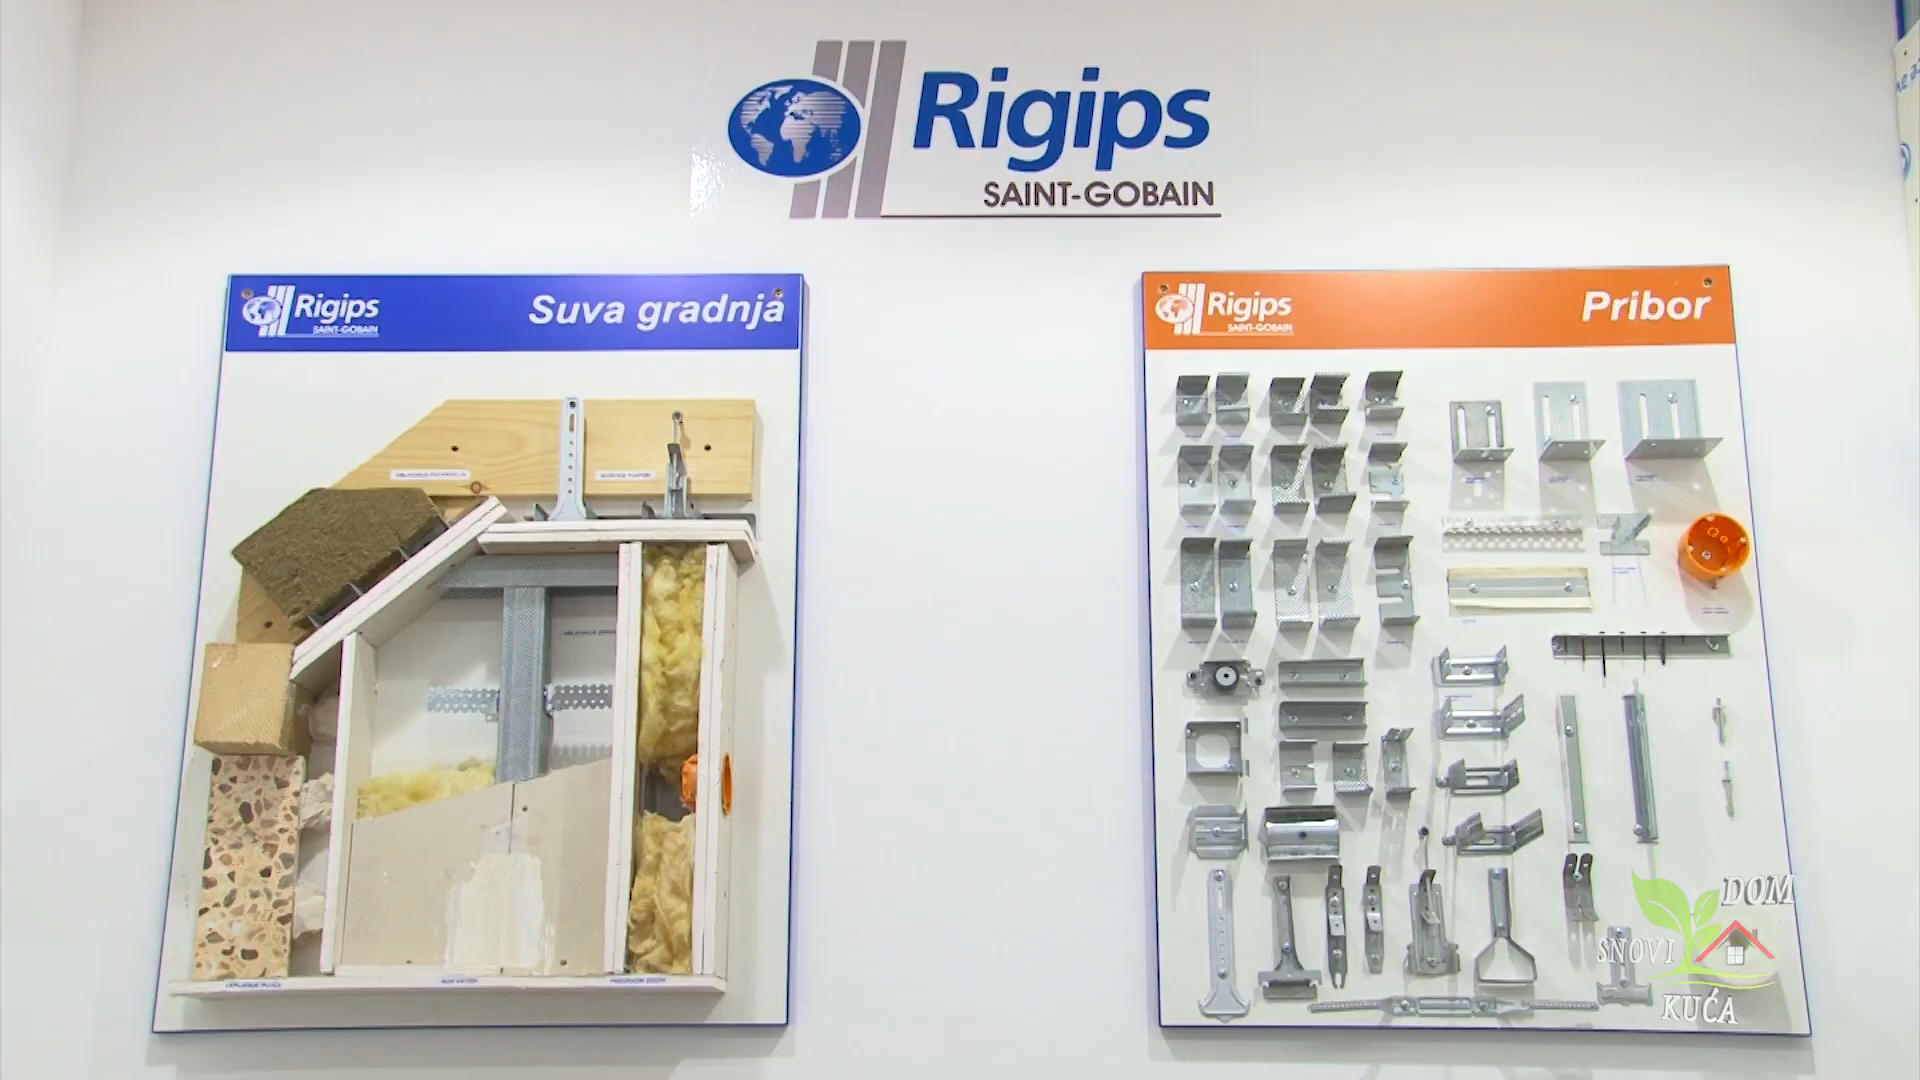 Rigips
SAINT-GOBAIN
Rigips
SAINT-GOBAIN
Suva gradnja
Rigips
SAINT-GOBAIN
Pribor
DOM
SNOVI
KUĆA